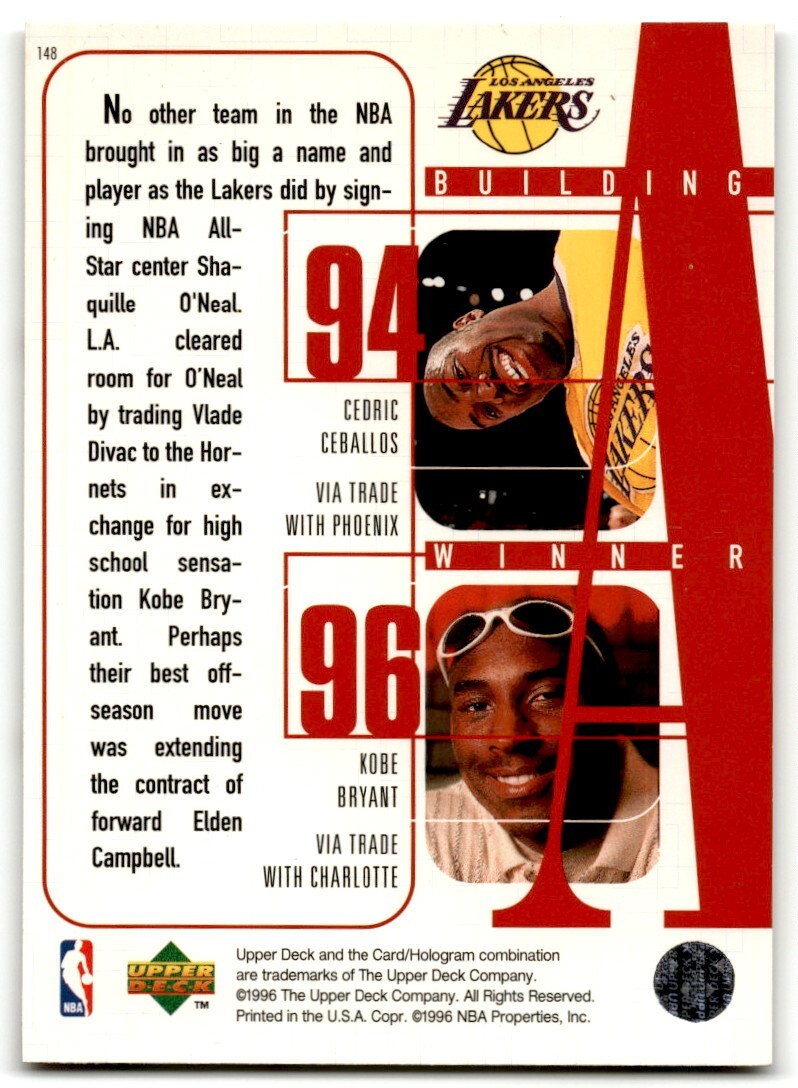 148
No other team in the NBA
brought in as big a name and
player as the Lakers did by sign-
ing NBA All-
Star center Sha-
quille O'Neal.
L.A. cleared
room for O'Neal
by trading Vlade
Divac to the Hor-
nets in ex-
change for high
school sensa-
tion Kobe Bry-
ant. Perhaps
their best off-
season move
was extending
the contract of
forward Elden
Campbell.
LOS ANGELES
LAKERS
BUILDING
A
94
CEDRIC
CEBALLOS
VIA TRADE
WITH PHOENIX
LOS ANGELES
LAKERS
WINNER
96
KOBE
BRYANT
VIA TRADE
WITH CHARLOTTE
NBA
UPPER
DECK
TM
Upper Deck and the Card/Hologram combination
are trademarks of The Upper Deck Company.
©1996 The Upper Deck Company. All Rights Reserved.
Printed in the U.S.A. Copr. ©1996 NBA Properties, Inc.